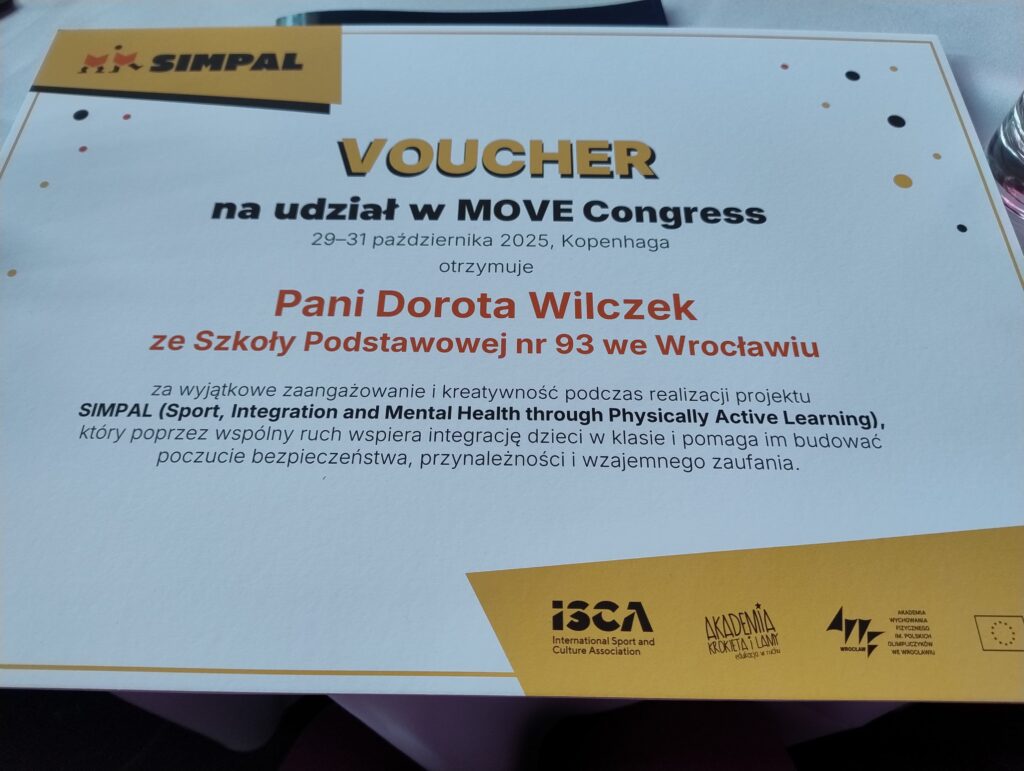 SIMPAL
VOUCHER
na udział w MOVE Congress
29–31 października 2025, Kopenhaga
otrzymuje
Pani Dorota Wilczek
ze Szkoły Podstawowej nr 93 we Wrocławiu
za wyjątkowe zaangażowanie i kreatywność podczas realizacji projektu
SIMPAL (Sport, Integration and Mental Health through Physically Active Learning),
który poprzez wspólny ruch wspiera integrację dzieci w klasie i pomaga im budować
poczucie bezpieczeństwa, przynależności i wzajemnego zaufania.
ISCA
International Sport and
Culture Association
AKADEMIA
KROKIETA I LAMY
edukacja w ruchu
WROCŁAW
AKADEMIA
WYCHOWANIA
FIZYCZNEGO
IM. POLSKICH
OLIMPIJCZYKÓW
WE WROCŁAWIU